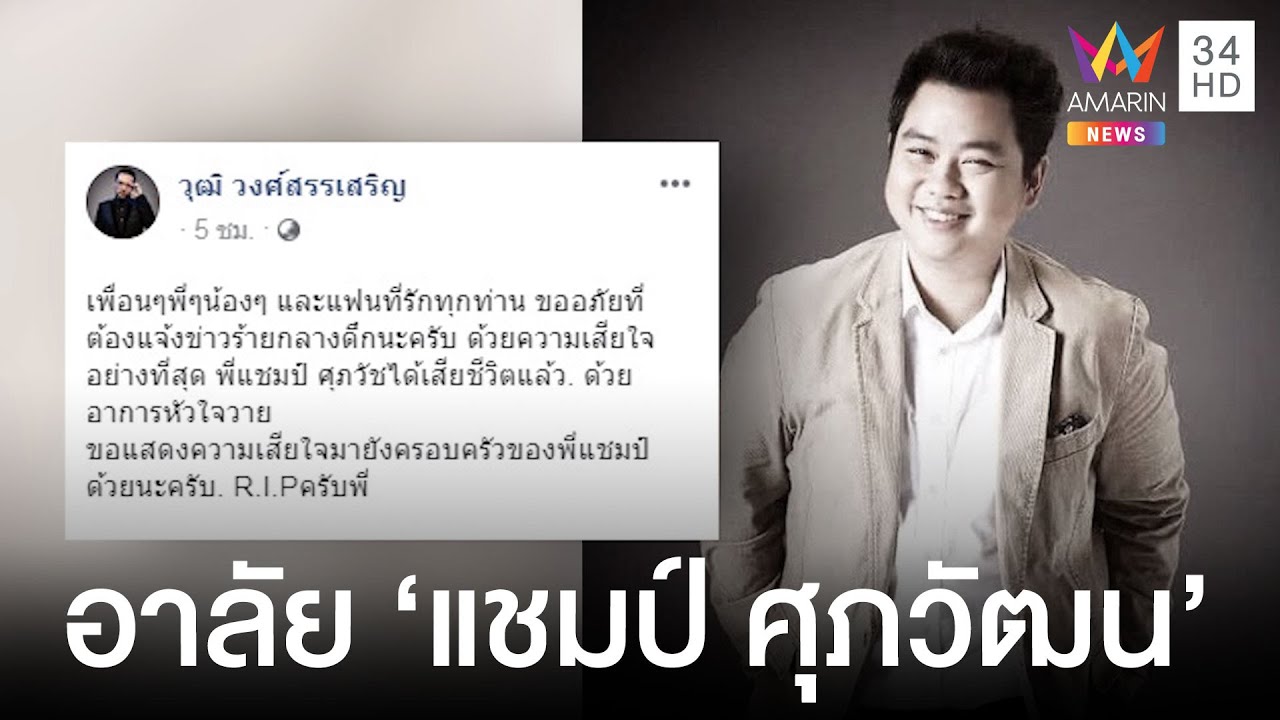 34
HD
AMARIN
NEWS
วุฒิ วงศ์สรรเสริญ
· 5 ชม. ·
เพื่อนๆพี่ๆน้องๆ และแฟนที่รักทุกท่าน ขออภัยที่
ต้องแจ้งข่าวร้ายกลางดึกนะครับ ด้วยความเสียใจ
อย่างที่สุด พี่แชมป์ ศุภวัชได้เสียชีวิตแล้ว. ด้วย
อาการหัวใจวาย
ขอแสดงความเสียใจมายังครอบครัวของพี่แชมป์
ด้วยนะครับ. R.I.Pครับพี่
อาลัย ‘แชมป์ ศุภวัฒน’